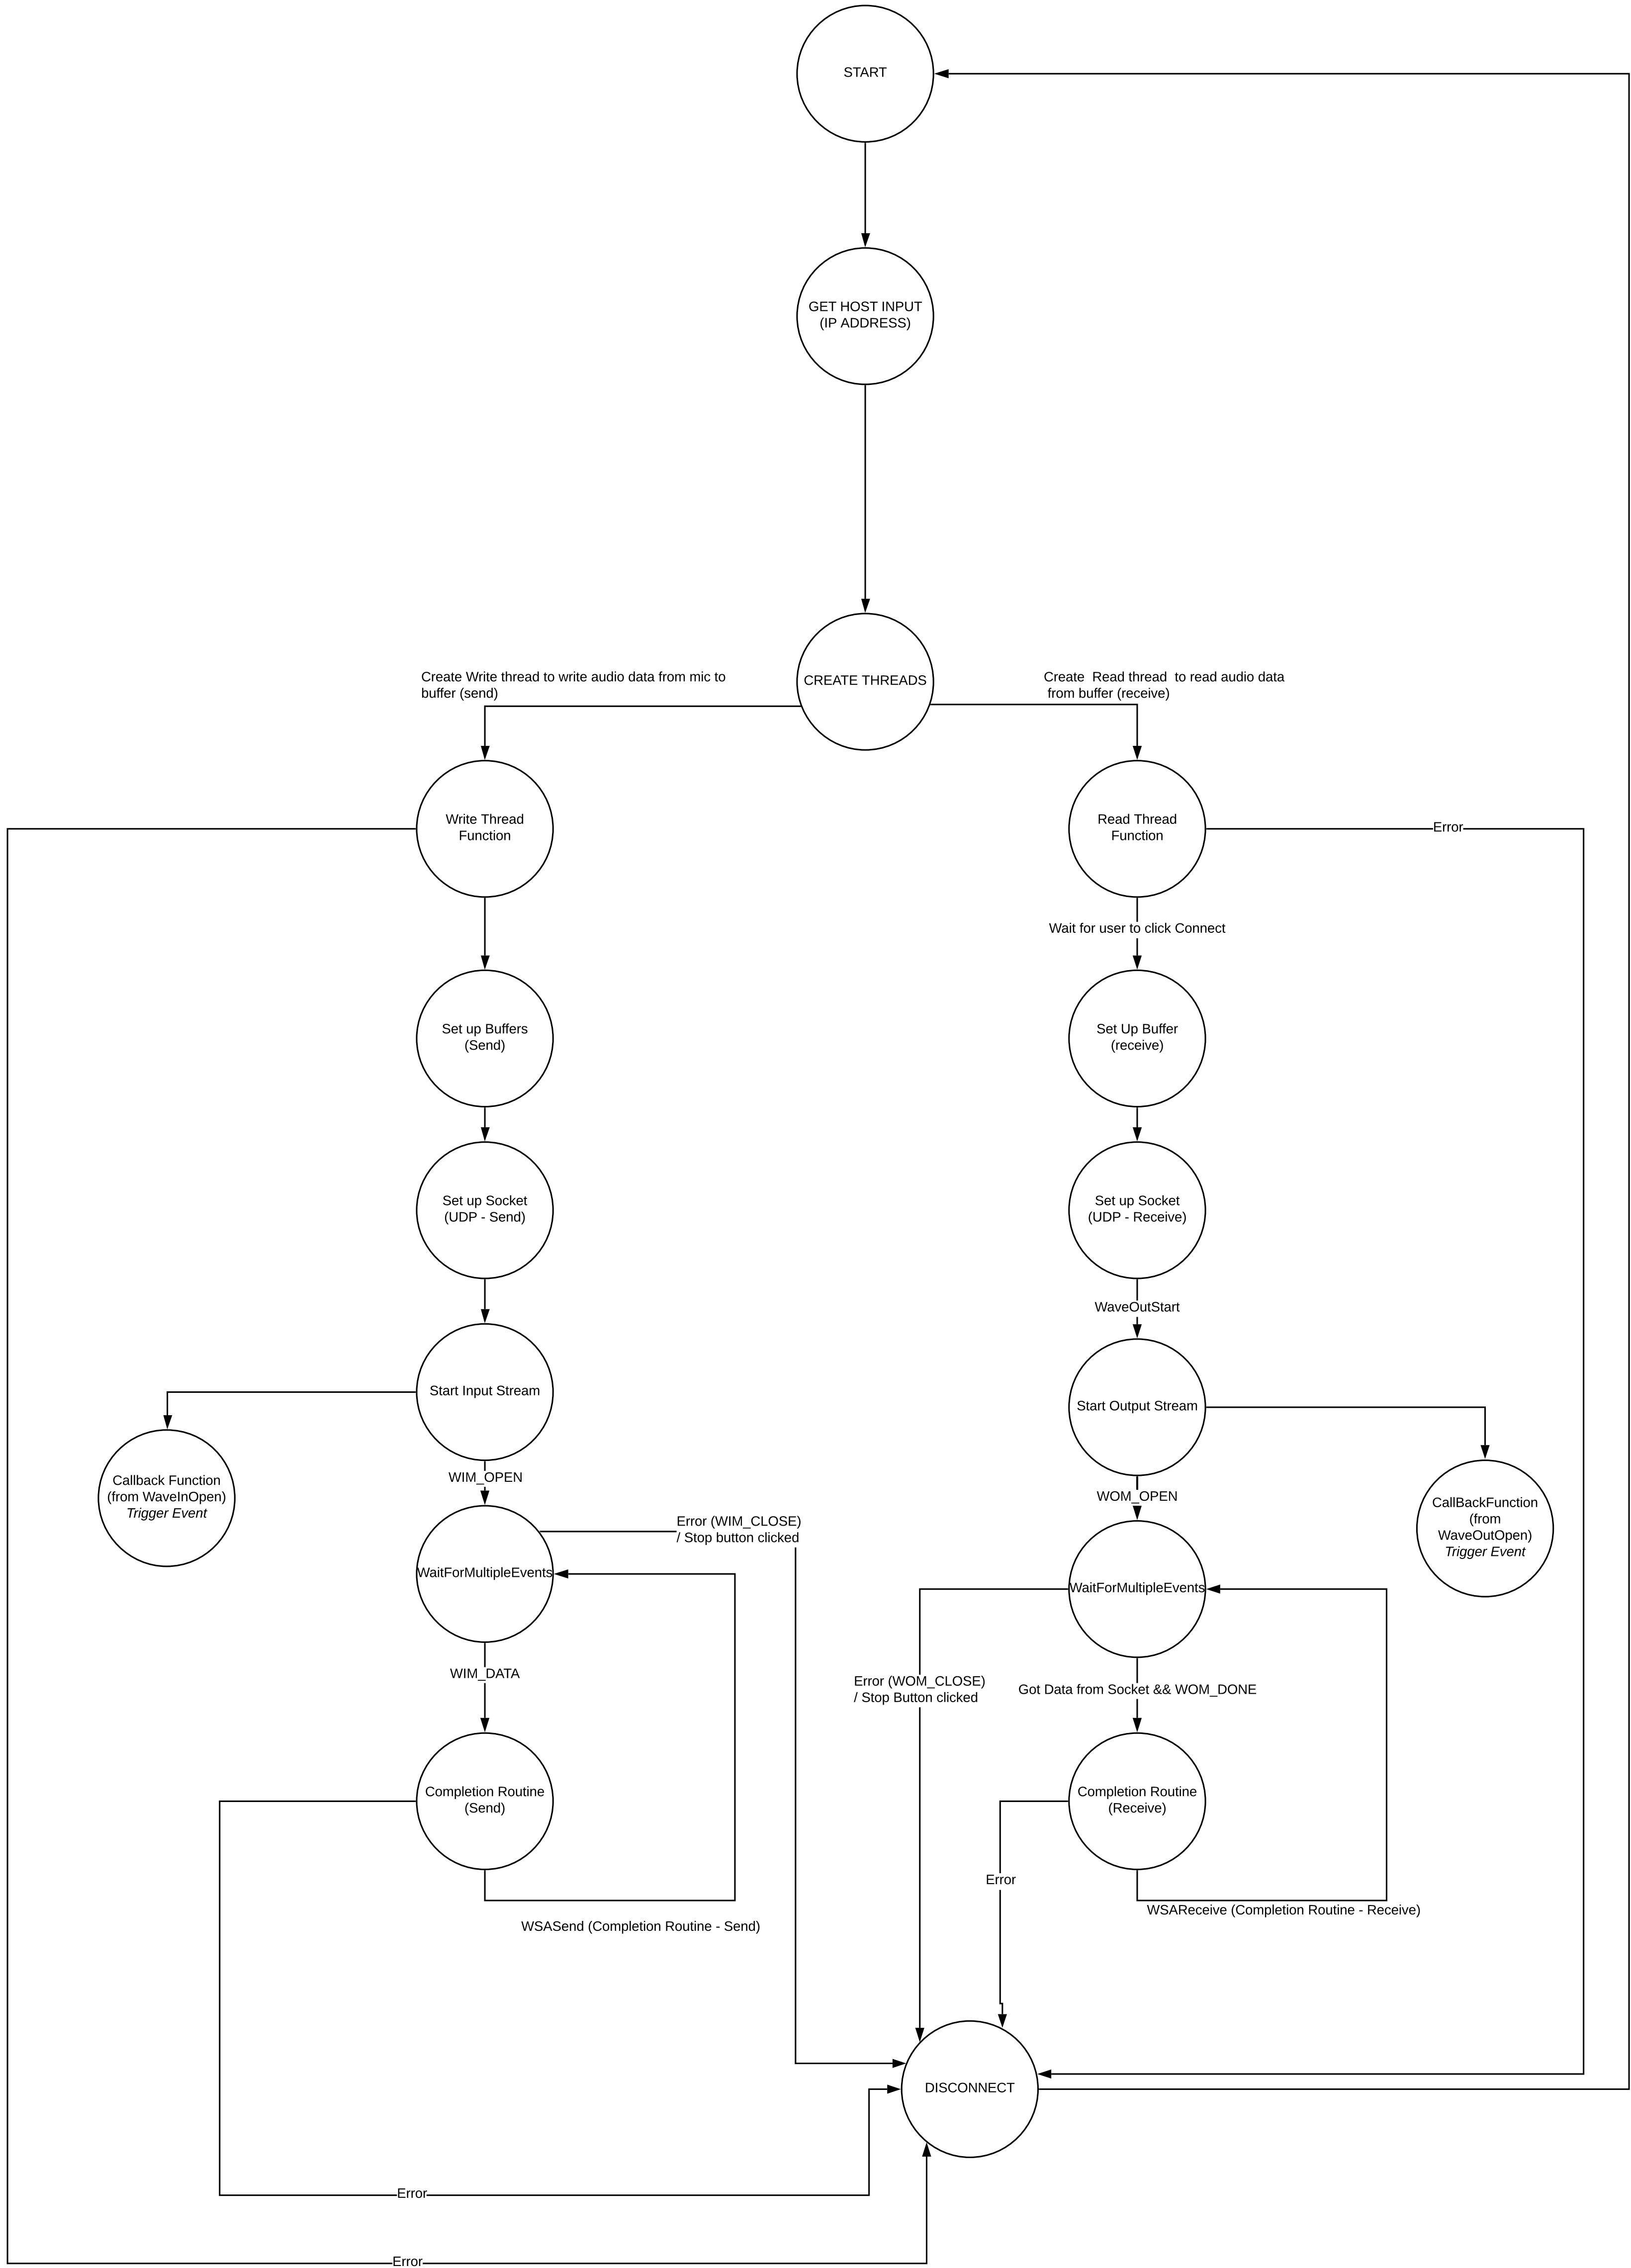 START
GET HOST INPUT
(IP ADDRESS)
CREATE THREADS
Create Write thread to write audio data from mic to
buffer (send)
Create  Read thread  to read audio data
from buffer (receive)
Write Thread
Function
Read Thread
Function
Error
Wait for user to click Connect
Set up Buffers
(Send)
Set Up Buffer
(receive)
Set up Socket
(UDP - Send)
Set up Socket
(UDP - Receive)
WaveOutStart
Start Input Stream
Start Output Stream
Callback Function
(from WaveInOpen)
Trigger Event
WIM_OPEN
WOM_OPEN
CallBackFunction
(from
WaveOutOpen)
Trigger Event
Error (WIM_CLOSE)
/ Stop button clicked
WaitForMultipleEvents
WaitForMultipleEvents
WIM_DATA
Error (WOM_CLOSE)
/ Stop Button clicked
Got Data from Socket && WOM_DONE
Completion Routine
(Send)
Completion Routine
(Receive)
Error
WSASend (Completion Routine - Send)
WSAReceive (Completion Routine - Receive)
DISCONNECT
Error
Error